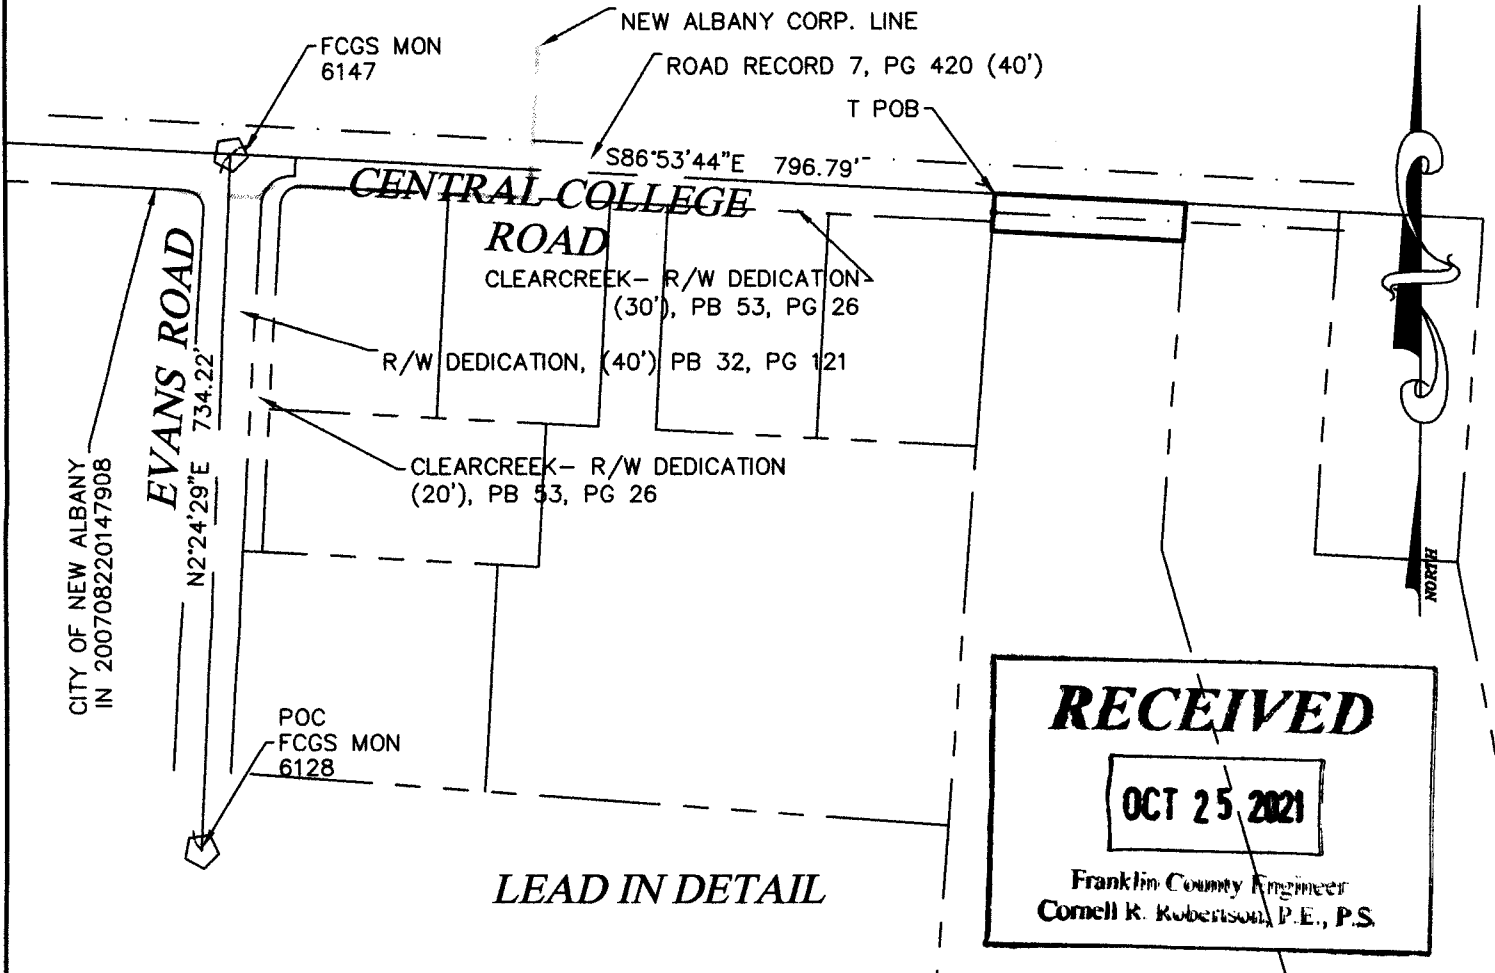 NEW ALBANY CORP. LINE
FCGS MON
6147
ROAD RECORD 7, PG 420 (40')
T POB
S86°53'44"E 796.79'
CENTRAL COLLEGE
ROAD
CLEARCREEK- R/W DEDICATION
(30'), PB 53, PG 26
EVANS ROAD
N2°24'29"E 734.22'
R/W DEDICATION, (40') PB 32, PG 121
CLEARCREEK- R/W DEDICATION
(20'), PB 53, PG 26
CITY OF NEW ALBANY
IN 200708220147908
NORTH
POC
FCGS MON
6128
LEAD IN DETAIL
RECEIVED
OCT 25 2021
Franklin County Engineer
Cornell R. Robertson, P.E., P.S.